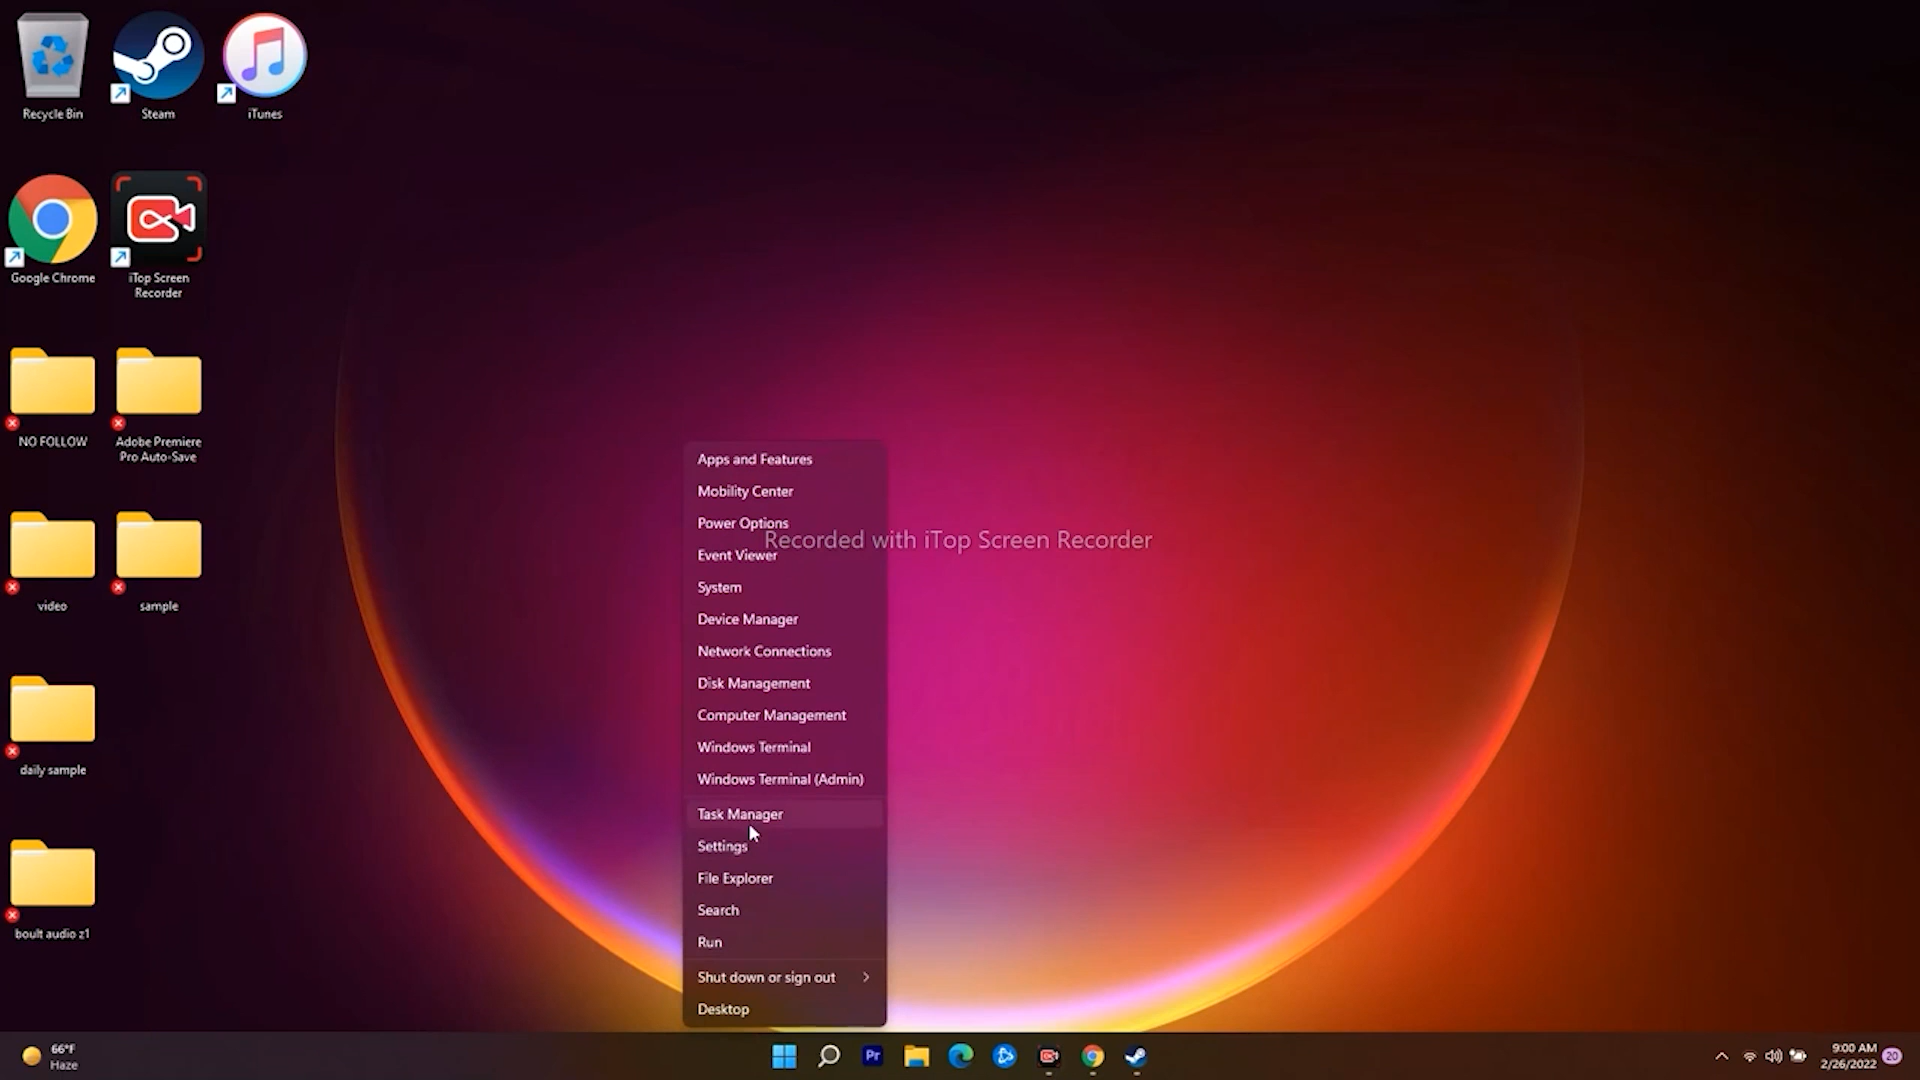 Recycle Bin
Steam
iTunes
Google Chrome
iTop Screen
Recorder
NO FOLLOW
Adobe Premiere
Pro Auto-Save
video
sample
daily sample
boult audio z1
Apps and Features
Mobility Center
Power Options
Recorded with iTop Screen Recorder
Event Viewer
System
Device Manager
Network Connections
Disk Management
Computer Management
Windows Terminal
Windows Terminal (Admin)
Task Manager
Settings
File Explorer
Search
Run
Shut down or sign out
Desktop
66°F
Haze
Pr
9:00 AM
2/26/2022
20